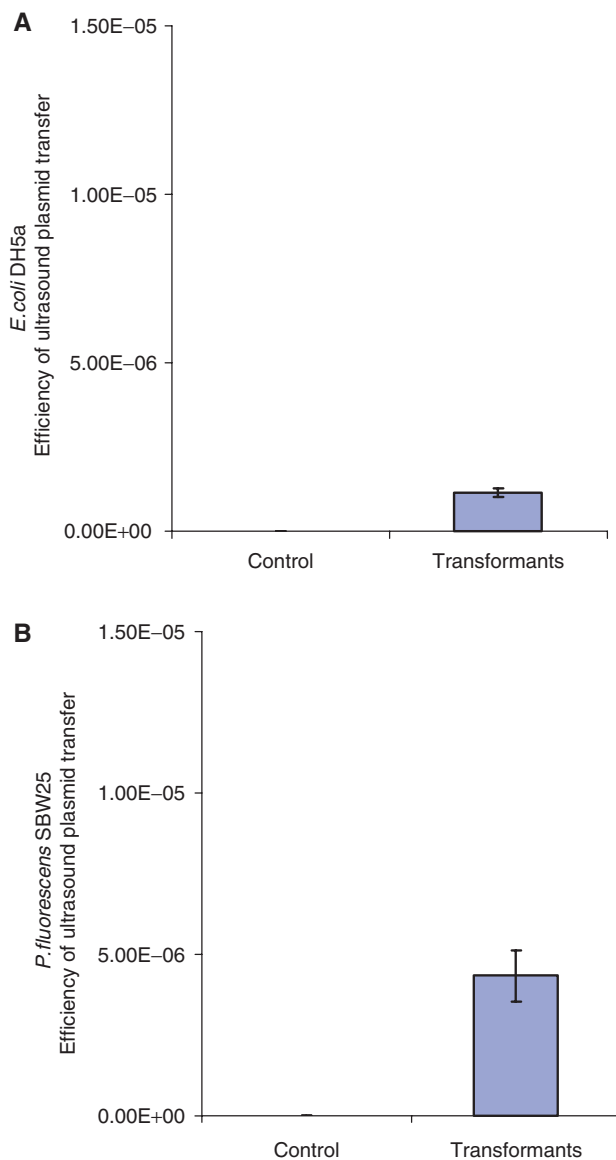 A
1.50E−05
1.00E−05
5.00E−06
0.00E+00
E.coli DH5a
Efficiency of ultrasound plasmid transfer
Control Transformants
B
1.50E−05
1.00E−05
5.00E−06
0.00E+00
P.fluorescens SBW25
Efficiency of ultrasound plasmid transfer
Control Transformants